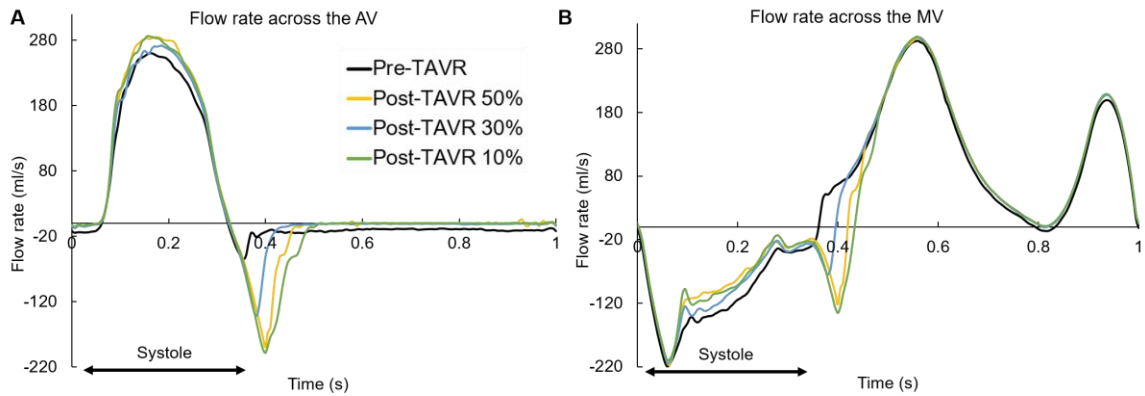 A
Flow rate across the AV
280
180
80
-20
-120
-220
Flow rate (ml/s)
0
0.2
0.4
0.6
0.8
1
Pre-TAVR
Post-TAVR 50%
Post-TAVR 30%
Post-TAVR 10%
Systole
Time (s)
B
Flow rate across the MV
280
180
80
-20
-120
-220
Flow rate (ml/s)
0
0.2
0.4
0.6
0.8
1
Systole
Time (s)